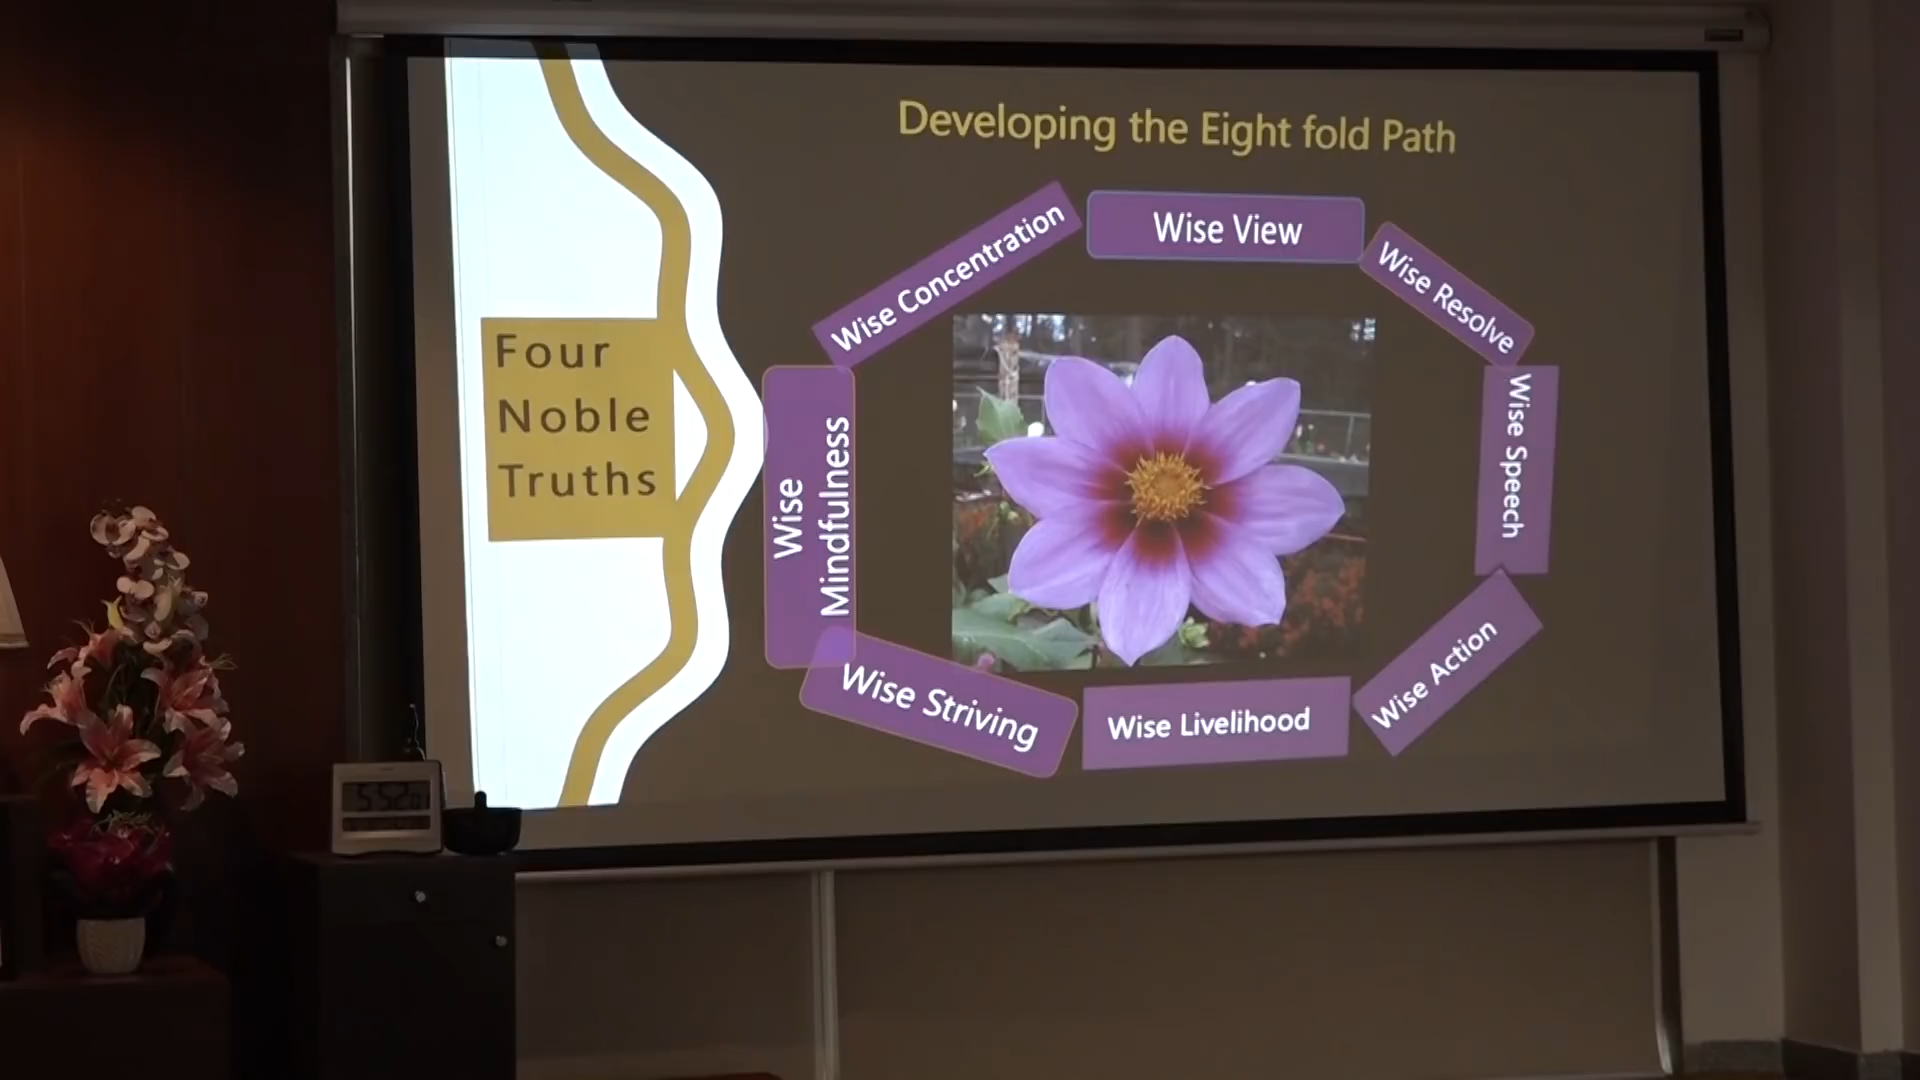 Developing the Eight fold Path
Four
Noble
Truths
Wise View
Wise Resolve
Wise Speech
Wise Action
Wise Livelihood
Wise Striving
Wise
Mindfulness
Wise Concentration